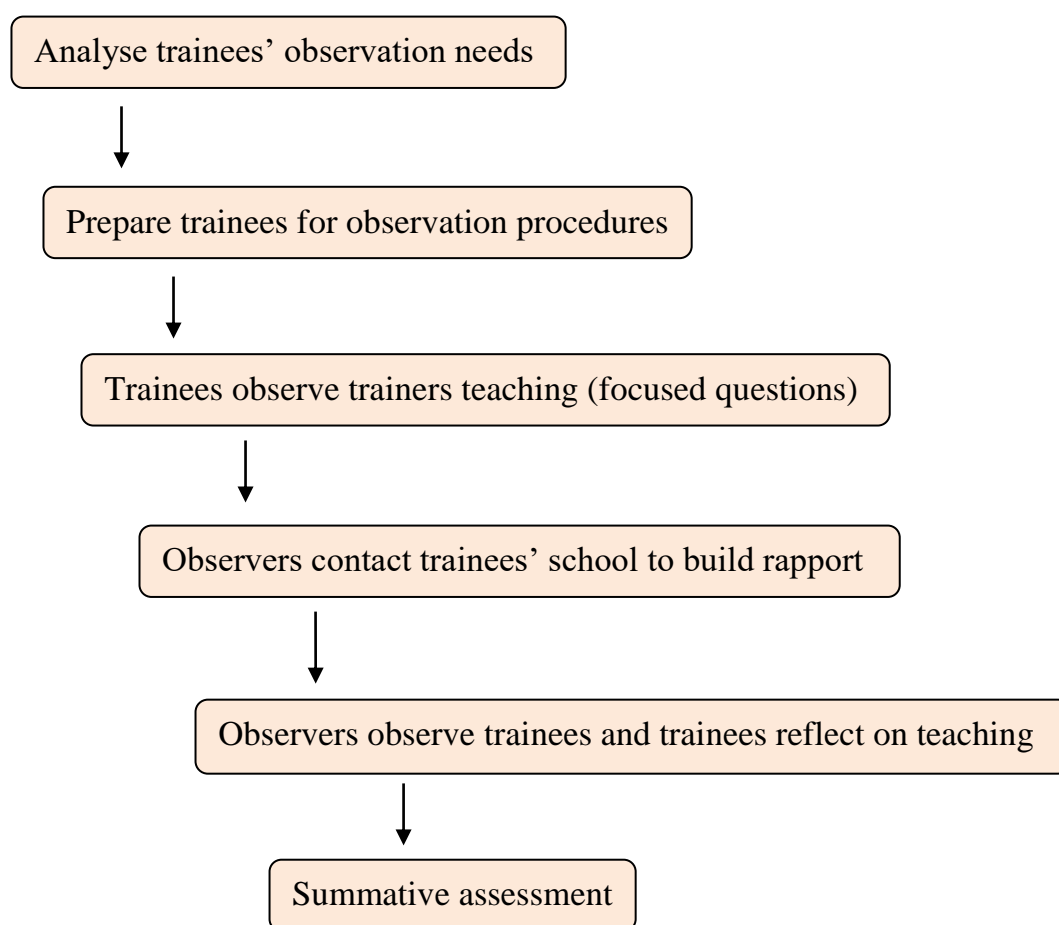 Analyse trainees’ observation needs
Prepare trainees for observation procedures
Trainees observe trainers teaching (focused questions)
Observers contact trainees’ school to build rapport
Observers observe trainees and trainees reflect on teaching
Summative assessment